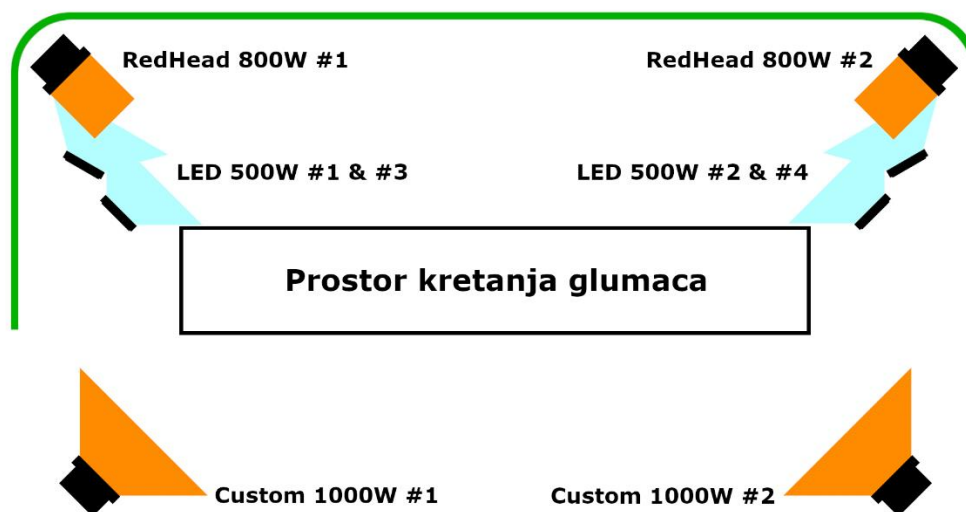 RedHead 800W #1
RedHead 800W #2
LED 500W #1 & #3
LED 500W #2 & #4
Prostor kretanja glumaca
Custom 1000W #1
Custom 1000W #2